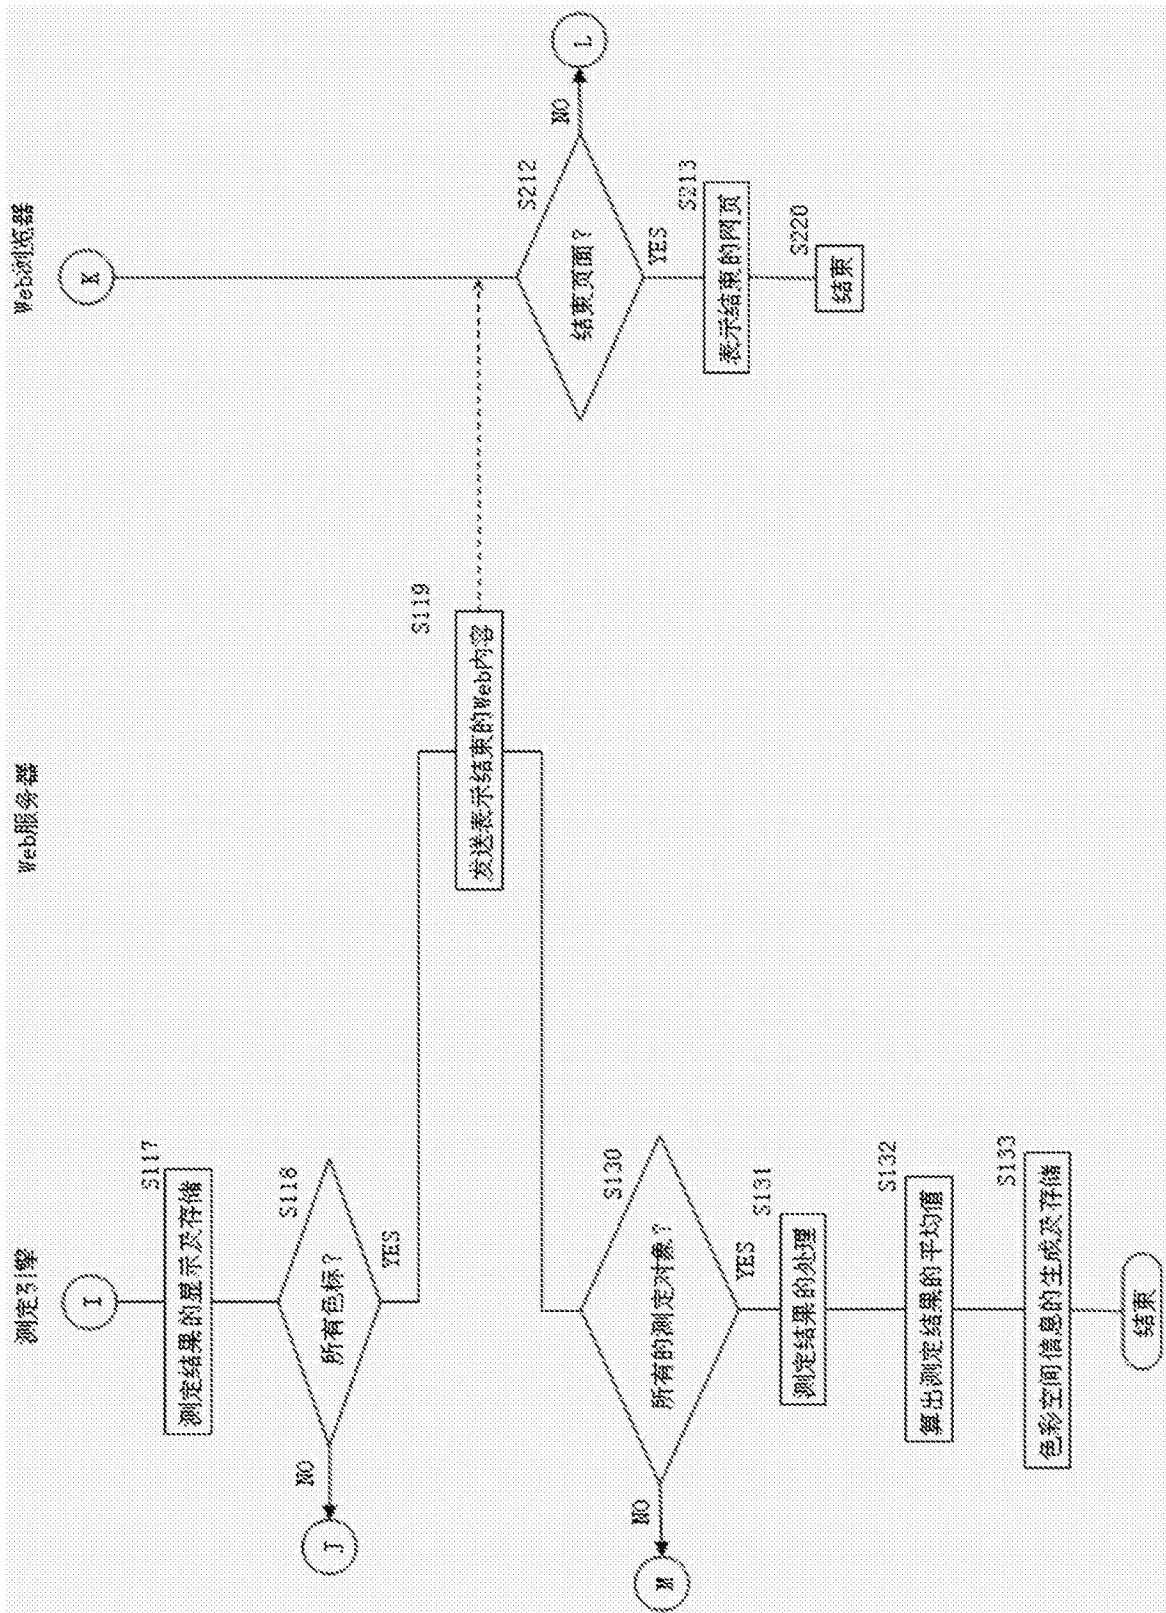 测定引擎
Web服务器
Web浏览器
I
S117
测定结果的显示及存储
S118
所有色标?
NO
J
YES
S119
发送表示结束的Web内容
S130
所有的测定对象?
NO
M
YES
S131
测定结果的处理
S132
算出测定结果的平均值
S133
色彩空间信息的生成及存储
结束
K
S212
结束页面?
NO
L
YES
S213
表示结束的网页
S220
结束